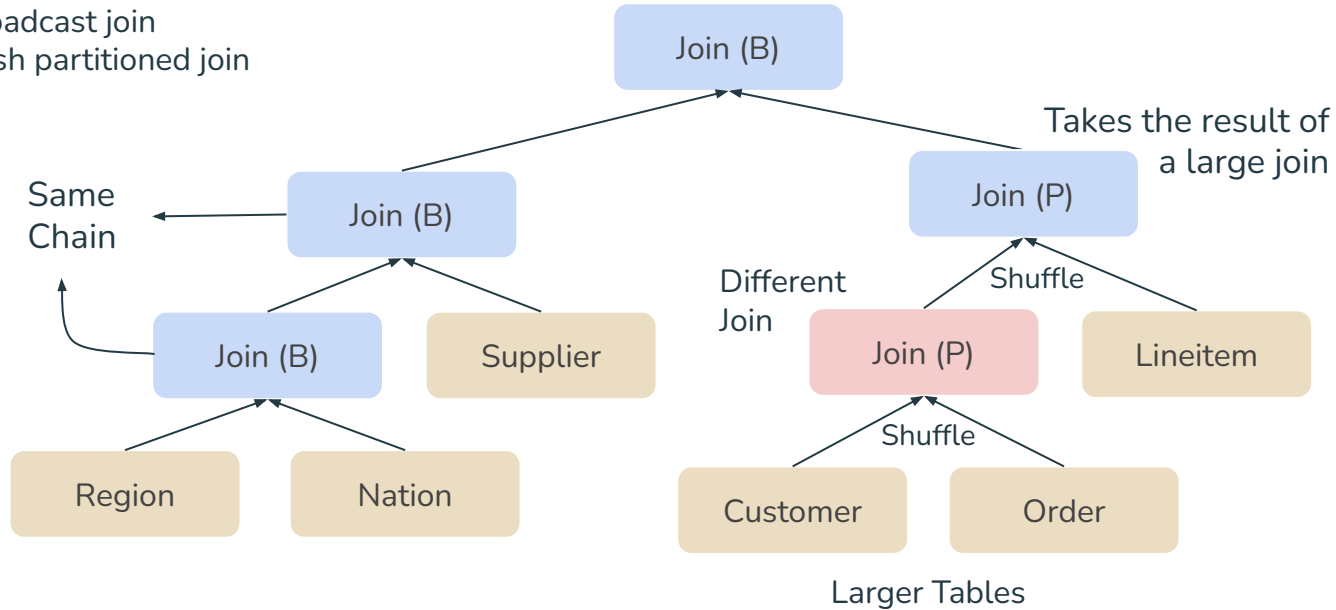 oadcast join
sh partitioned join
Join (B)
Takes the result of
a large join
Same
Chain
Join (B)
Join (P)
Different
Join
Shuffle
Join (B)
Supplier
Join (P)
Lineitem
Shuffle
Region
Nation
Customer
Order
Larger Tables